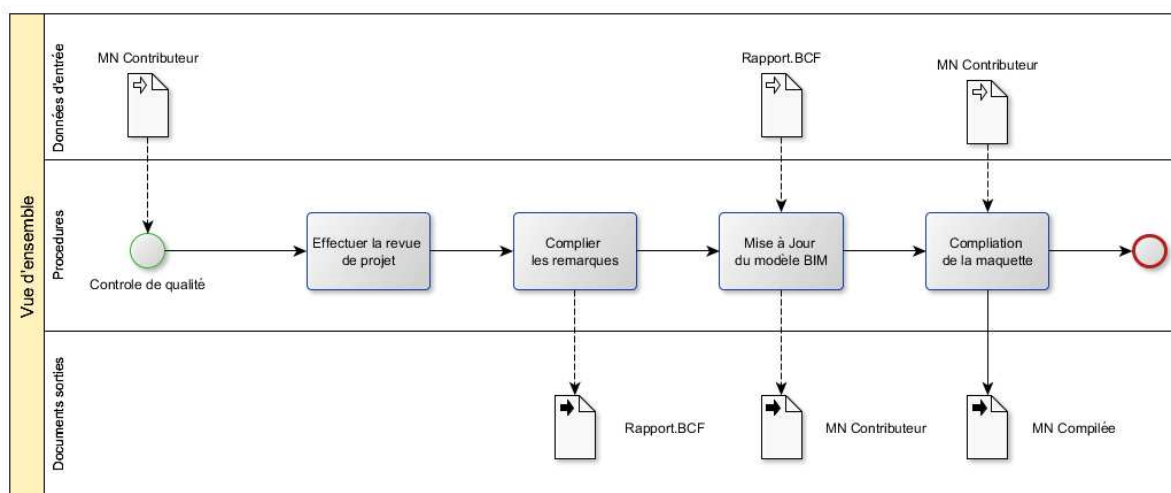 Vue d'ensemble
Données d'entrée
MN Contributeur
Rapport.BCF
MN Contributeur
Procedures
Controle de qualité
Effectuer la revue
de projet
Complier
les remarques
Mise à Jour
du modèle BIM
Compliation
de la maquette
Documents sorties
Rapport.BCF
MN Contributeur
MN Compilée